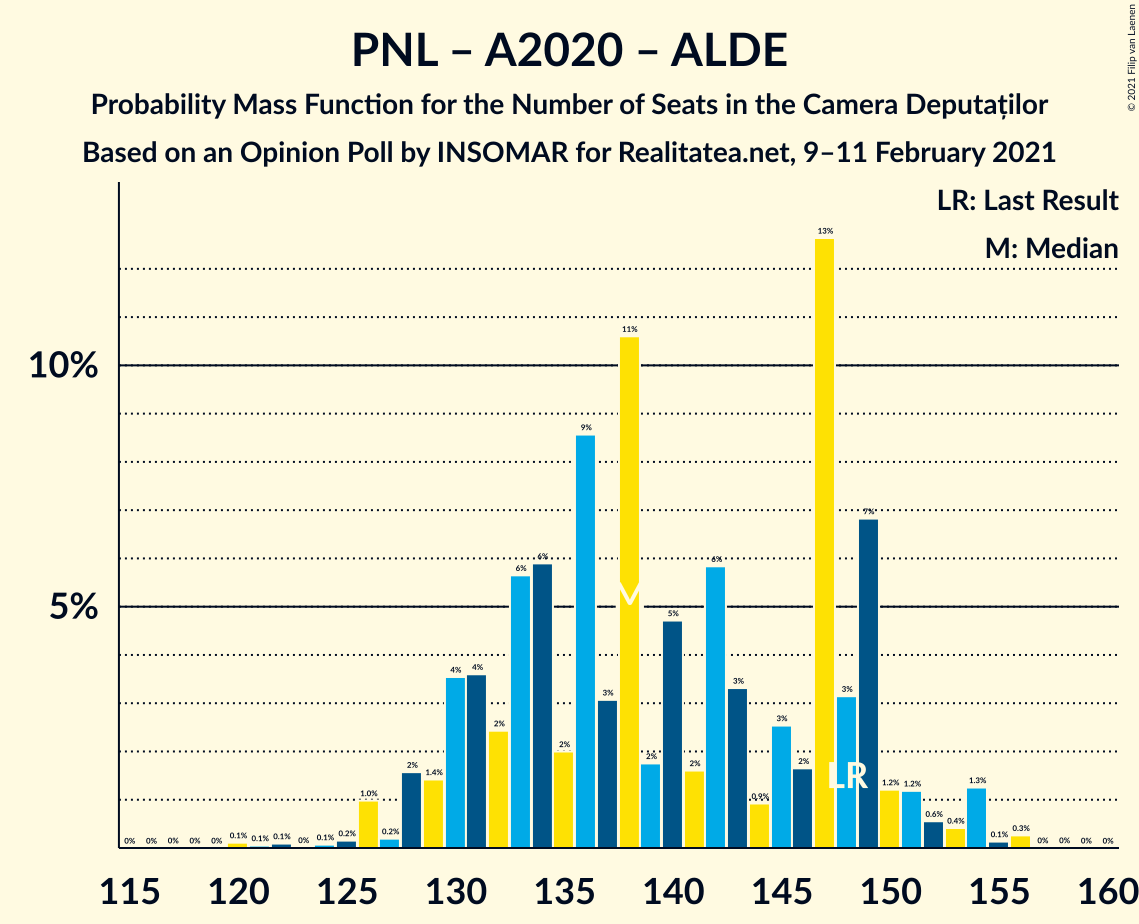 PNL – A2020 – ALDE
Probability Mass Function for the Number of Seats in the Camera Deputaților
Based on an Opinion Poll by INSOMAR for Realitatea.net, 9–11 February 2021
© 2021 Filip van Laenen
LR: Last Result
M: Median
10%
5%
0% 0% 0% 0% 0% 0.1% 0.1% 0.1% 0% 0.1% 0.2% 1.0% 0.2% 2% 1.4% 4% 4% 2% 6% 6% 2% 9% 3% 11% 2% 5% 2% 6% 3% 0.9% 3% 2% 13% 3% 7% 1.2% 1.2% 0.6% 0.4% 1.3% 0.1% 0.3% 0% 0% 0% 0%
M
LR
115 120 125 130 135 140 145 150 155 160